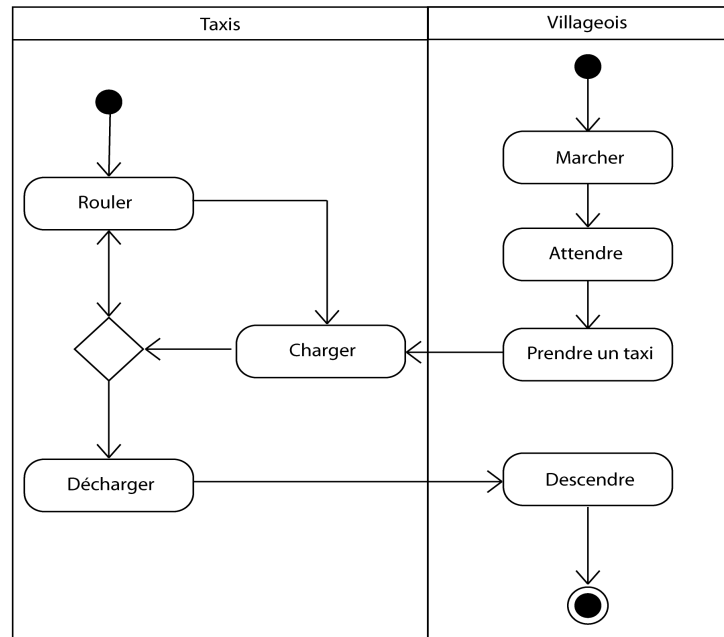 Taxis
Villageois
Marcher
Rouler
Attendre
Charger
Prendre un taxi
Décharger
Descendre